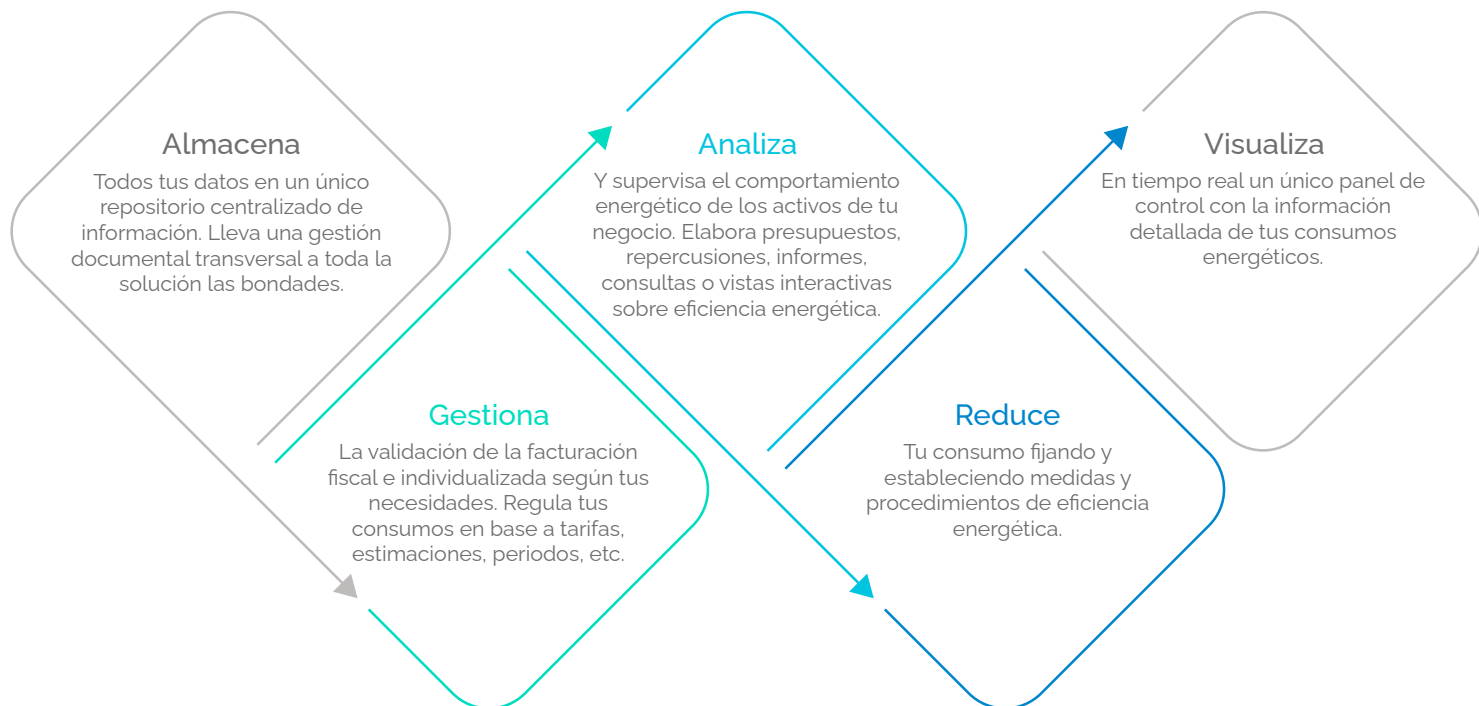 Almacena
Todos tus datos en un único
repositorio centralizado de
información. Lleva una gestión
documental transversal a toda la
solución las bondades.
Gestiona
La validación de la facturación
fiscal e individualizada según tus
necesidades. Regula tus
consumos en base a tarifas,
estimaciones, periodos, etc.
Analiza
Y supervisa el comportamiento
energético de los activos de tu
negocio. Elabora presupuestos,
repercusiones, informes,
consultas o vistas interactivas
sobre eficiencia energética.
Reduce
Tu consumo fijando y
estableciendo medidas y
procedimientos de eficiencia
energética.
Visualiza
En tiempo real un único panel de
control con la información
detallada de tus consumos
energéticos.